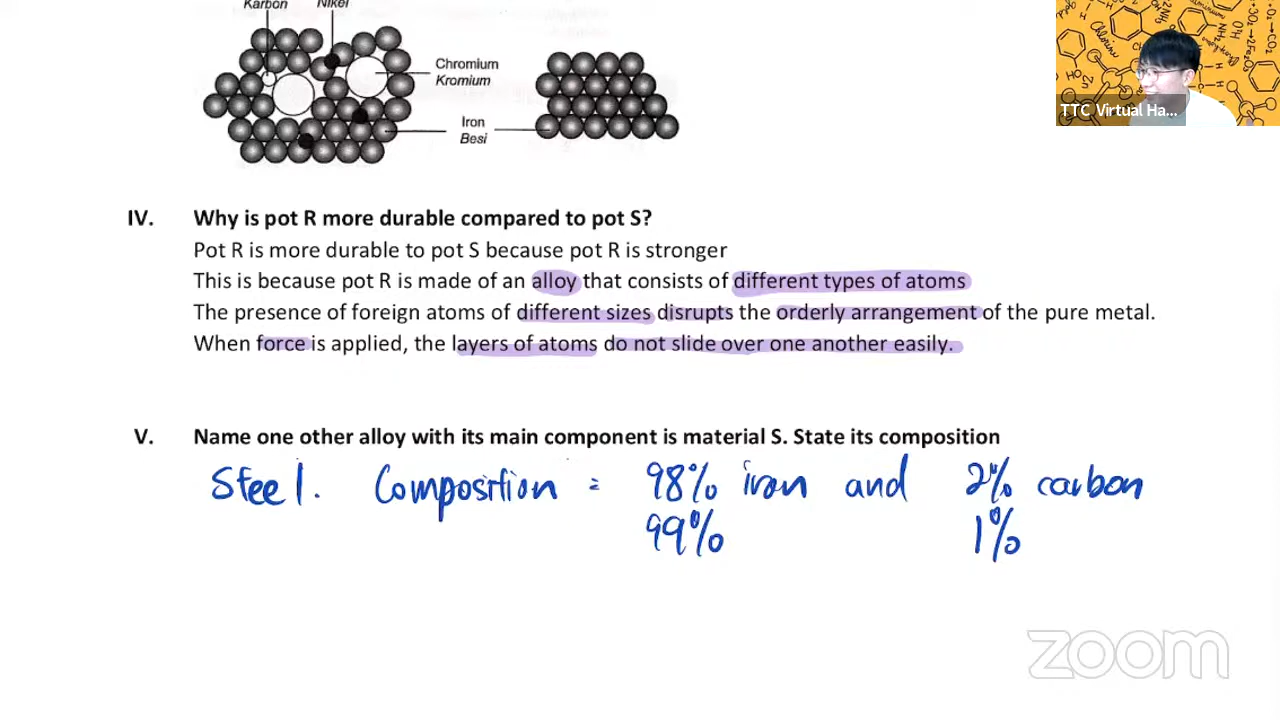 Karbon
Nikel
Chromium
Kromium
Iron
Besi
TTC Virtual Ha...
IV. Why is pot R more durable compared to pot S?
Pot R is more durable to pot S because pot R is stronger
This is because pot R is made of an alloy that consists of different types of atoms
The presence of foreign atoms of different sizes disrupts the orderly arrangement of the pure metal.
When force is applied, the layers of atoms do not slide over one another easily.
V. Name one other alloy with its main component is material S. State its composition
Steel. Composition = 98% iron and 2% carbon
99% 1%
zoom